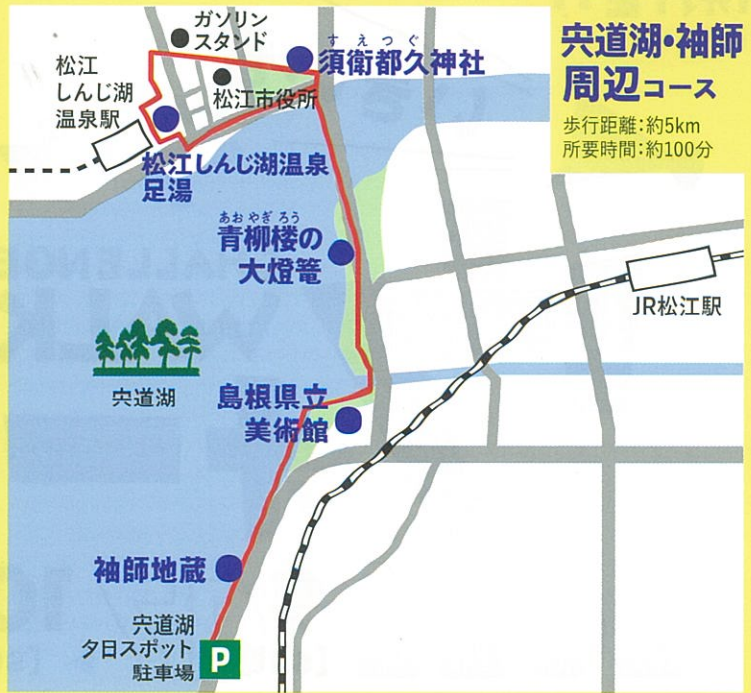 宍道湖・袖師
周辺コース
歩行距離：約5km
所要時間：約100分
ガソリン
スタンド
すえつぐ
須衛都久神社
松江
しんじ湖
温泉駅
松江市役所
松江しんじ湖温泉
足湯
あおやぎろう
青柳楼の
大燈篭
JR松江駅
宍道湖
島根県立
美術館
袖師地蔵
宍道湖
夕日スポット
駐車場
P